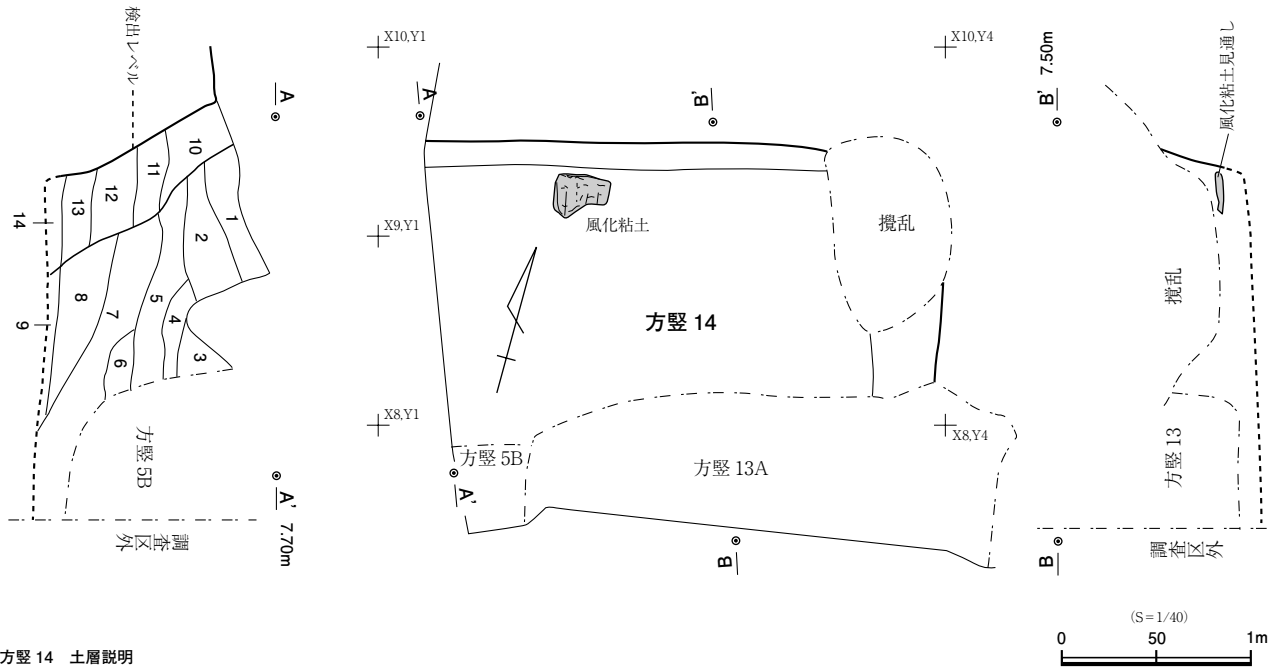 検出レベル
A
1
2
3
4
5
6
7
8
9
10
11
12
13
14
方竪 5B
A'
7.70m
調査区外
X10,Y1
X10,Y4
A
B'
風化粘土
攪乱
X9,Y1
方竪 14
X8,Y1
X8,Y4
方竪 5B
方竪 13A
A'
B
B' 7.50m
風化粘土見通し
攪乱
方竪 13
B
調査区外
(S=1/40)
0 50 1m
方竪 14 土層説明